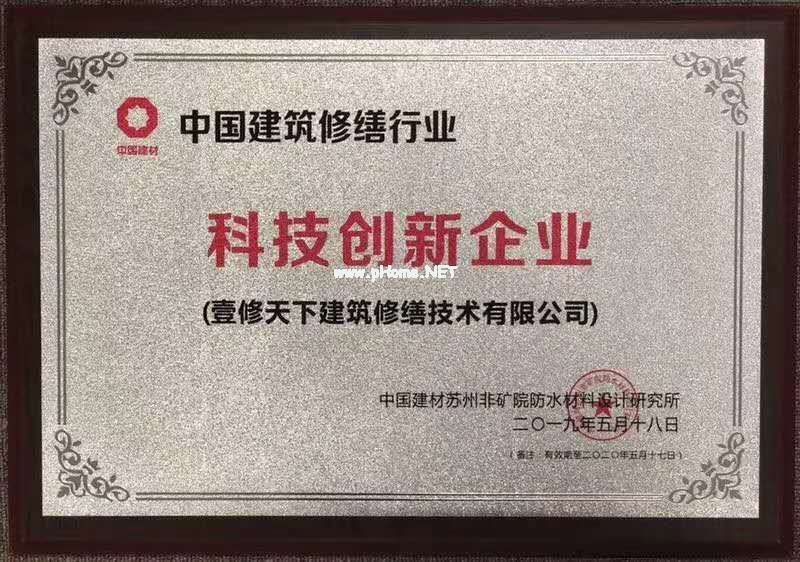 中国建材
中国建筑修缮行业
科技创新企业
www.pHome.NET
(壹修天下建筑修缮技术有限公司)
中国建材苏州非矿院防水材料设计研究所
二〇一九年五月十八日
(备注:有效期至二〇二〇年五月十七日)